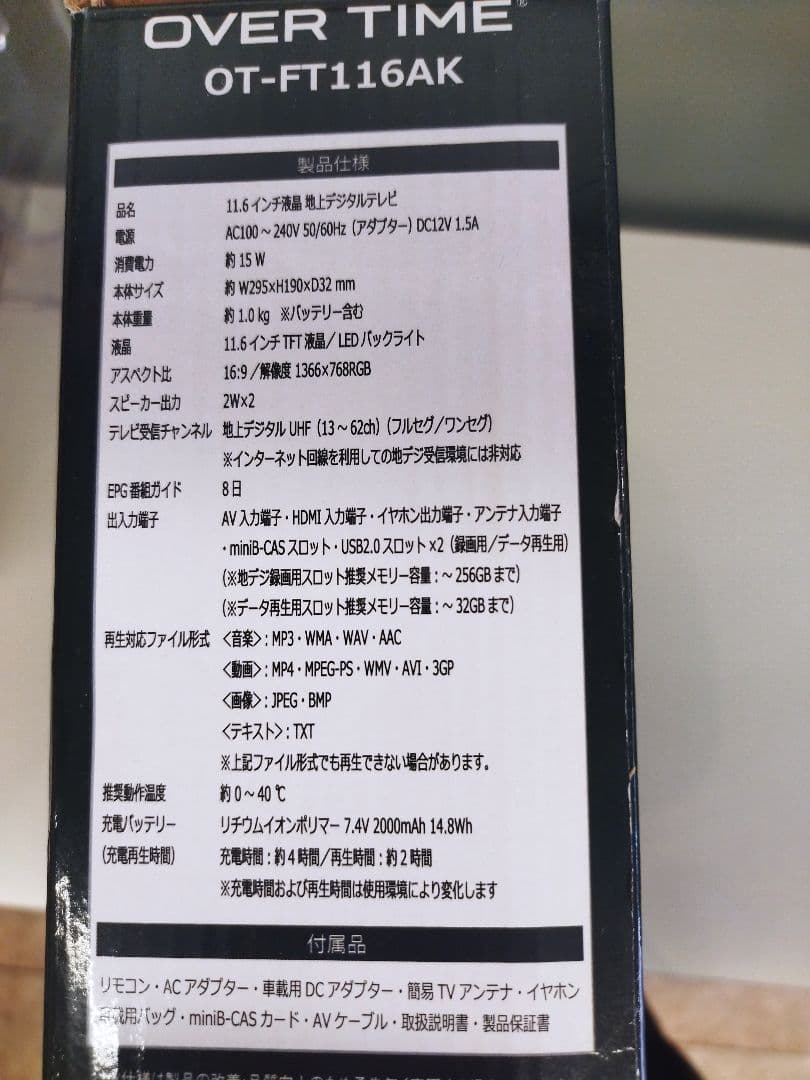 OVER TIME®
OT-FT116AK
製品仕様
品名 11.6インチ液晶 地上デジタルテレビ
電源 AC100～240V 50/60Hz（アダプター）DC12V 1.5A
消費電力 約15W
本体サイズ 約W295×H190×D32 mm
本体重量 約1.0kg ※バッテリー含む
液晶 11.6インチTFT液晶／LEDバックライト
アスペクト比 16:9／解像度 1366×768RGB
スピーカー出力 2W×2
テレビ受信チャンネル 地上デジタルUHF（13～62ch）（フルセグ／ワンセグ）
※インターネット回線を利用しての地デジ受信環境には非対応
EPG番組ガイド 8日
出入力端子 AV入力端子・HDMI入力端子・イヤホン出力端子・アンテナ入力端子
・miniB-CASスロット・USB2.0スロット×2（録画用／データ再生用）
（※地デジ録画用スロット推奨メモリー容量：～256GBまで）
（※データ再生用スロット推奨メモリー容量：～32GBまで）
再生対応ファイル形式 〈音楽〉：MP3・WMA・WAV・AAC
〈動画〉：MP4・MPEG-PS・WMV・AVI・3GP
〈画像〉：JPEG・BMP
〈テキスト〉：TXT
※上記ファイル形式でも再生できない場合があります。
推奨動作温度 約0～40℃
充電バッテリー リチウムイオンポリマー 7.4V 2000mAh 14.8Wh
（充電再生時間） 充電時間：約4時間／再生時間：約2時間
※充電時間および再生時間は使用環境により変化します
付属品
リモコン・ACアダプター・車載用DCアダプター・簡易TVアンテナ・イヤホン
載用バッグ・miniB-CASカード・AVケーブル・取扱説明書・製品保証書